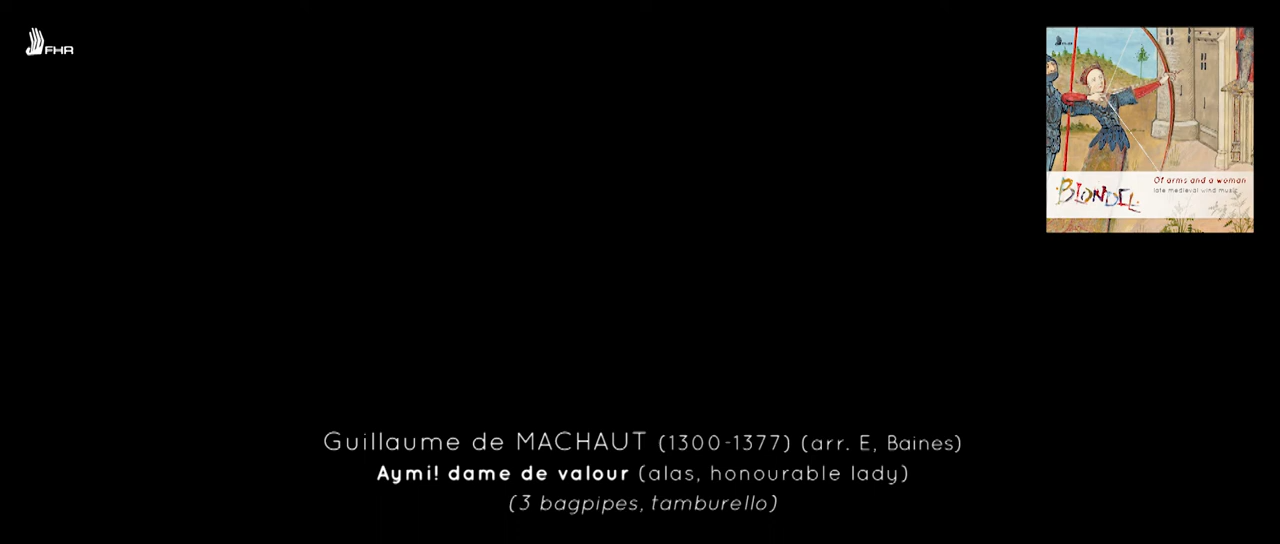 FHR
BLONDEL
Of arms and a woman
late medieval wind music
Guillaume de MACHAUT (1300-1377) (arr. E, Baines)
Aymi! dame de valour (alas, honourable lady)
(3 bagpipes, tamburello)